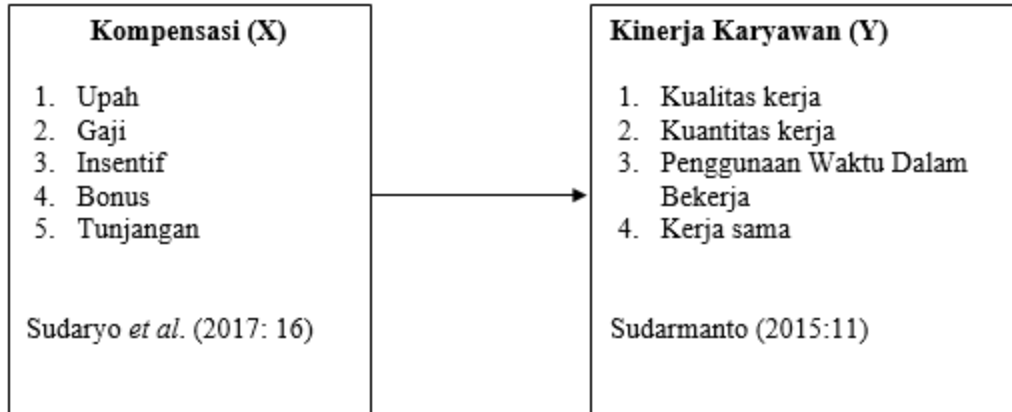 Kompensasi (X)
1. Upah
2. Gaji
3. Insentif
4. Bonus
5. Tunjangan
Sudaryo et al. (2017: 16)
Kinerja Karyawan (Y)
1. Kualitas kerja
2. Kuantitas kerja
3. Penggunaan Waktu Dalam
Bekerja
4. Kerja sama
Sudarmanto (2015:11)